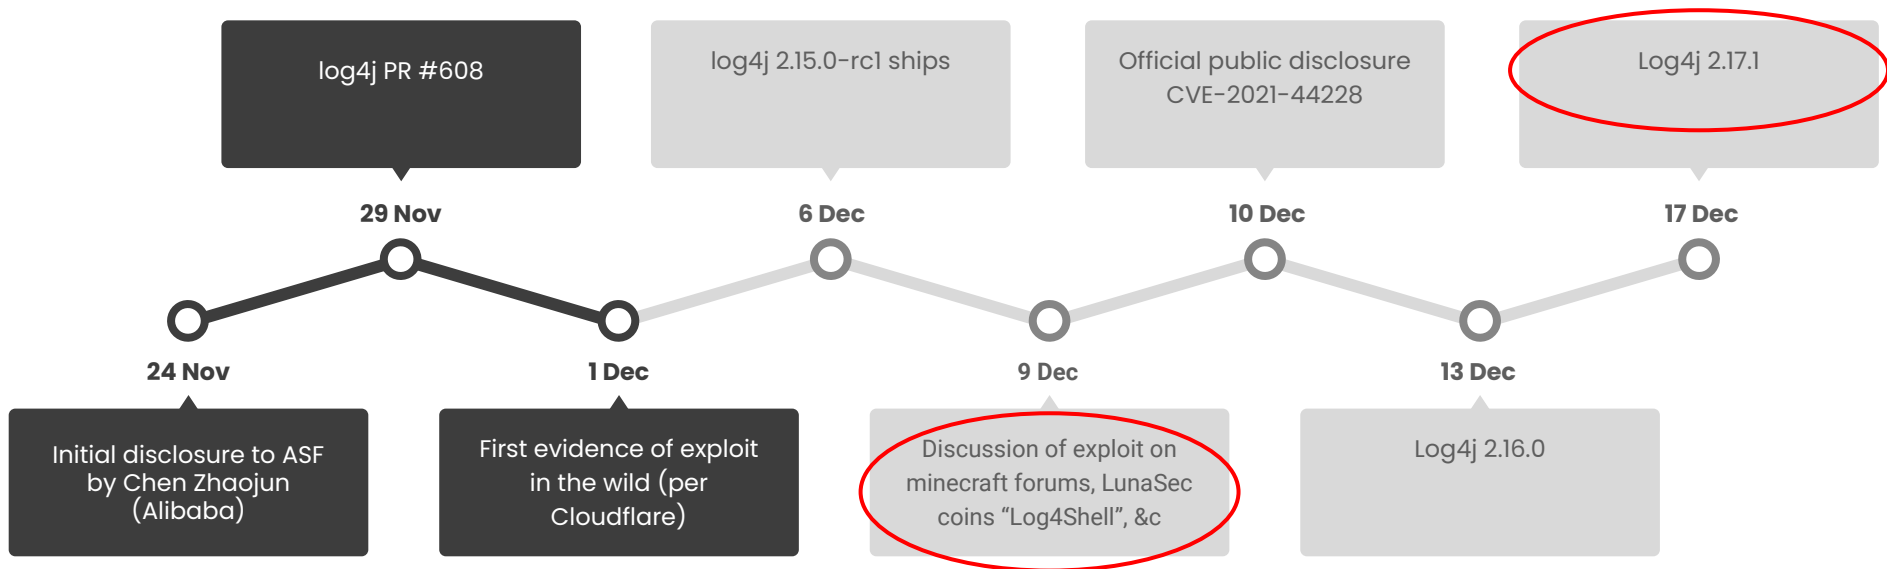 log4j PR #608
log4j 2.15.0-rc1 ships
Official public disclosure
CVE-2021-44228
Log4j 2.17.1
29 Nov
6 Dec
10 Dec
17 Dec
24 Nov
1 Dec
9 Dec
13 Dec
Initial disclosure to ASF
by Chen Zhaojun
(Alibaba)
First evidence of exploit
in the wild (per
Cloudflare)
Discussion of exploit on
minecraft forums, LunaSec
coins “Log4Shell”, &c
Log4j 2.16.0